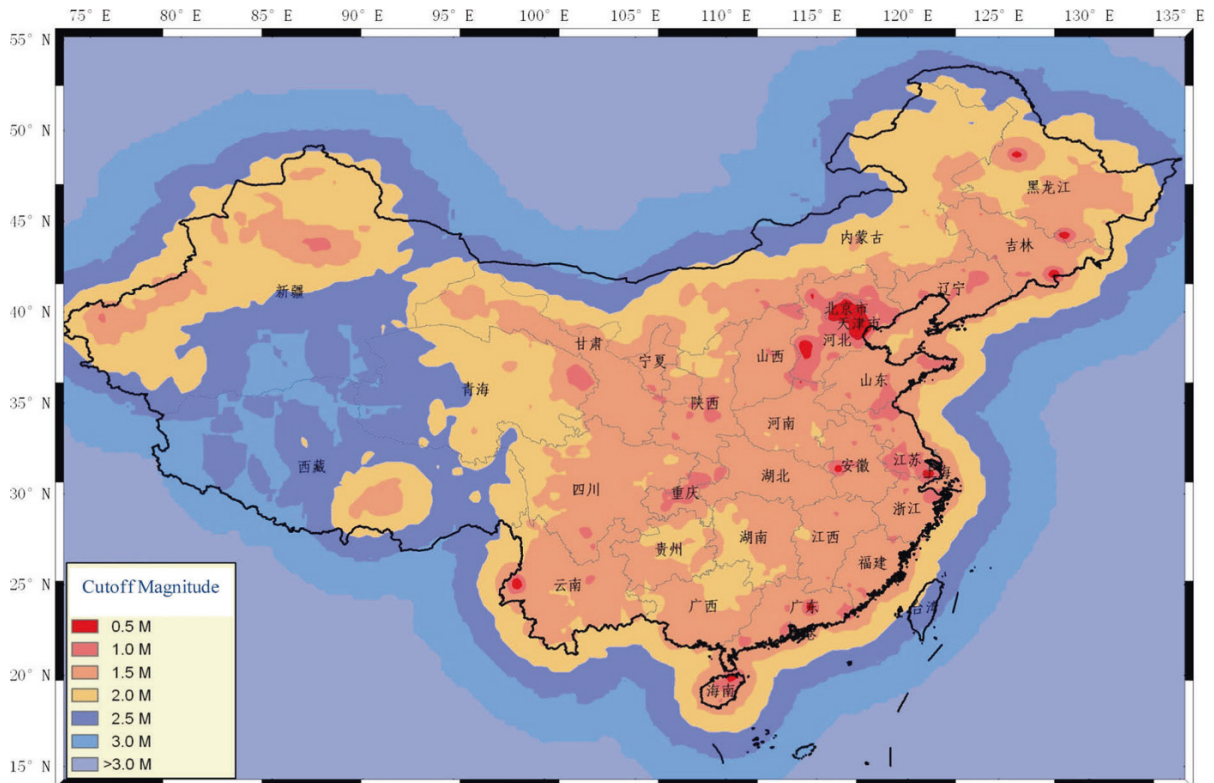 75° E 80° E 85° E 90° E 95° E 100° E 105° E 110° E 115° E 120° E 125° E 130° E 135° E
55° N
50° N
45° N
40° N
35° N
30° N
25° N
20° N
15° N
黑龙江
内蒙古
吉林
辽宁
新疆
北京市
天津市
河北
甘肃
宁夏
山西
山东
青海
陕西
河南
西藏
安徽
江苏
海
四川
湖北
重庆
浙江
贵州
湖南
江西
福建
云南
广西
广东
台湾
海南
Cutoff Magnitude
0.5 M
1.0 M
1.5 M
2.0 M
2.5 M
3.0 M
>3.0 M